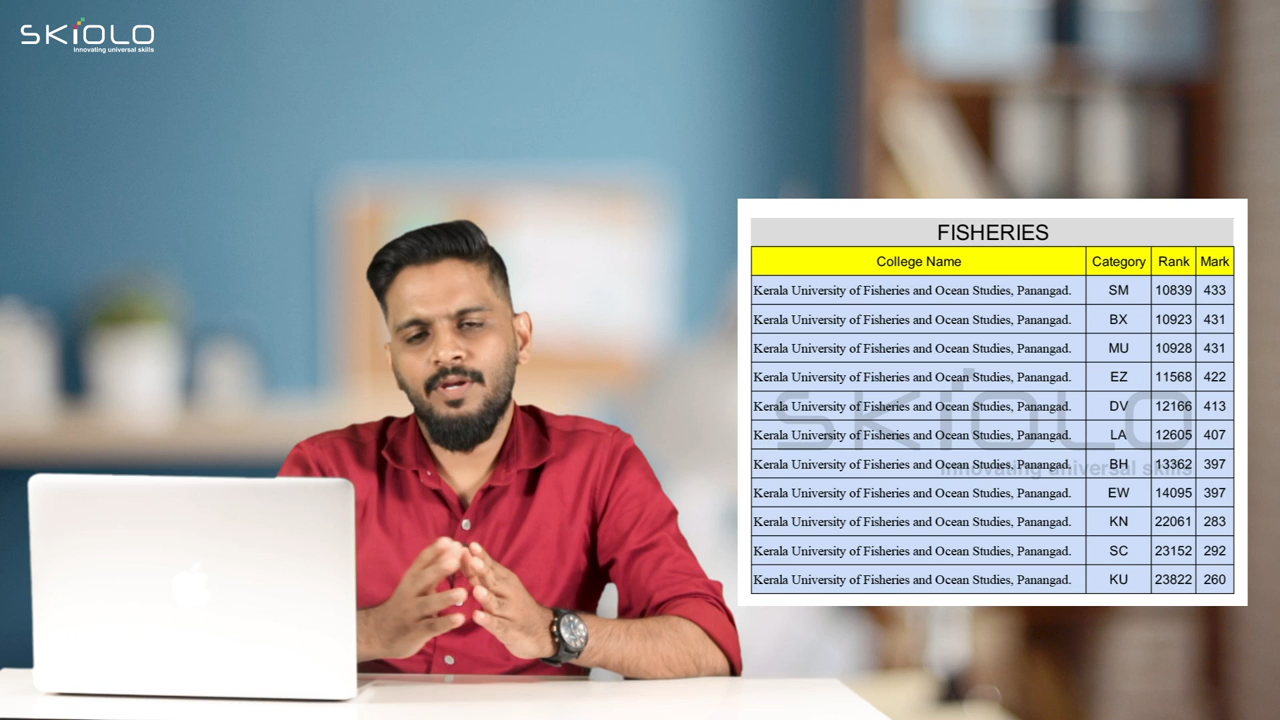 SKIOLO
Innovating universal skills
FISHERIES
College Name Category Rank Mark
Kerala University of Fisheries and Ocean Studies, Panangad. SM 10839 433
Kerala University of Fisheries and Ocean Studies, Panangad. BX 10923 431
Kerala University of Fisheries and Ocean Studies, Panangad. MU 10928 431
Kerala University of Fisheries and Ocean Studies, Panangad. EZ 11568 422
Kerala University of Fisheries and Ocean Studies, Panangad. DV 12166 413
Kerala University of Fisheries and Ocean Studies, Panangad. LA 12605 407
Kerala University of Fisheries and Ocean Studies, Panangad. BH 13362 397
Kerala University of Fisheries and Ocean Studies, Panangad. EW 14095 397
Kerala University of Fisheries and Ocean Studies, Panangad. KN 22061 283
Kerala University of Fisheries and Ocean Studies, Panangad. SC 23152 292
Kerala University of Fisheries and Ocean Studies, Panangad. KU 23822 260
SKIOLO
Innovating universal skills